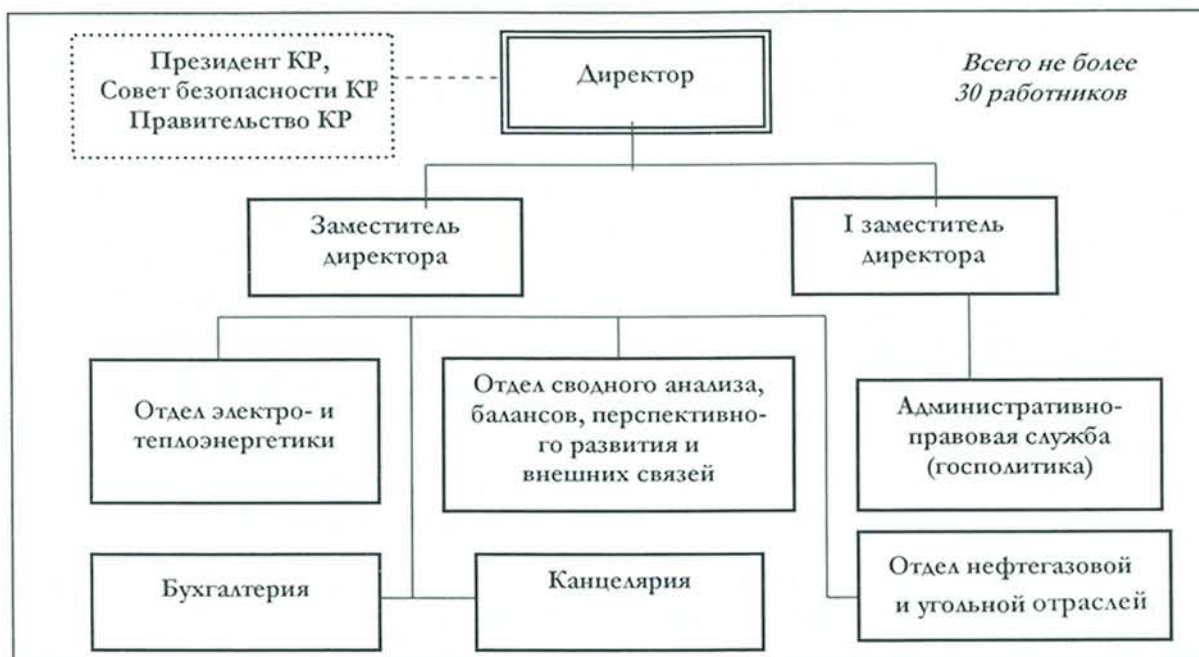 Президент КР,
Совет безопасности КР
Правительство КР
Директор
Всего не более
30 работников
Заместитель
директора
I заместитель
директора
Отдел электро- и
теплоэнергетики
Отдел сводного анализа,
балансов, перспективно-
го развития и
внешних связей
Административно-
правовая служба
(госполитика)
Бухгалтерия
Канцелярия
Отдел нефтегазовой
и угольной отраслей